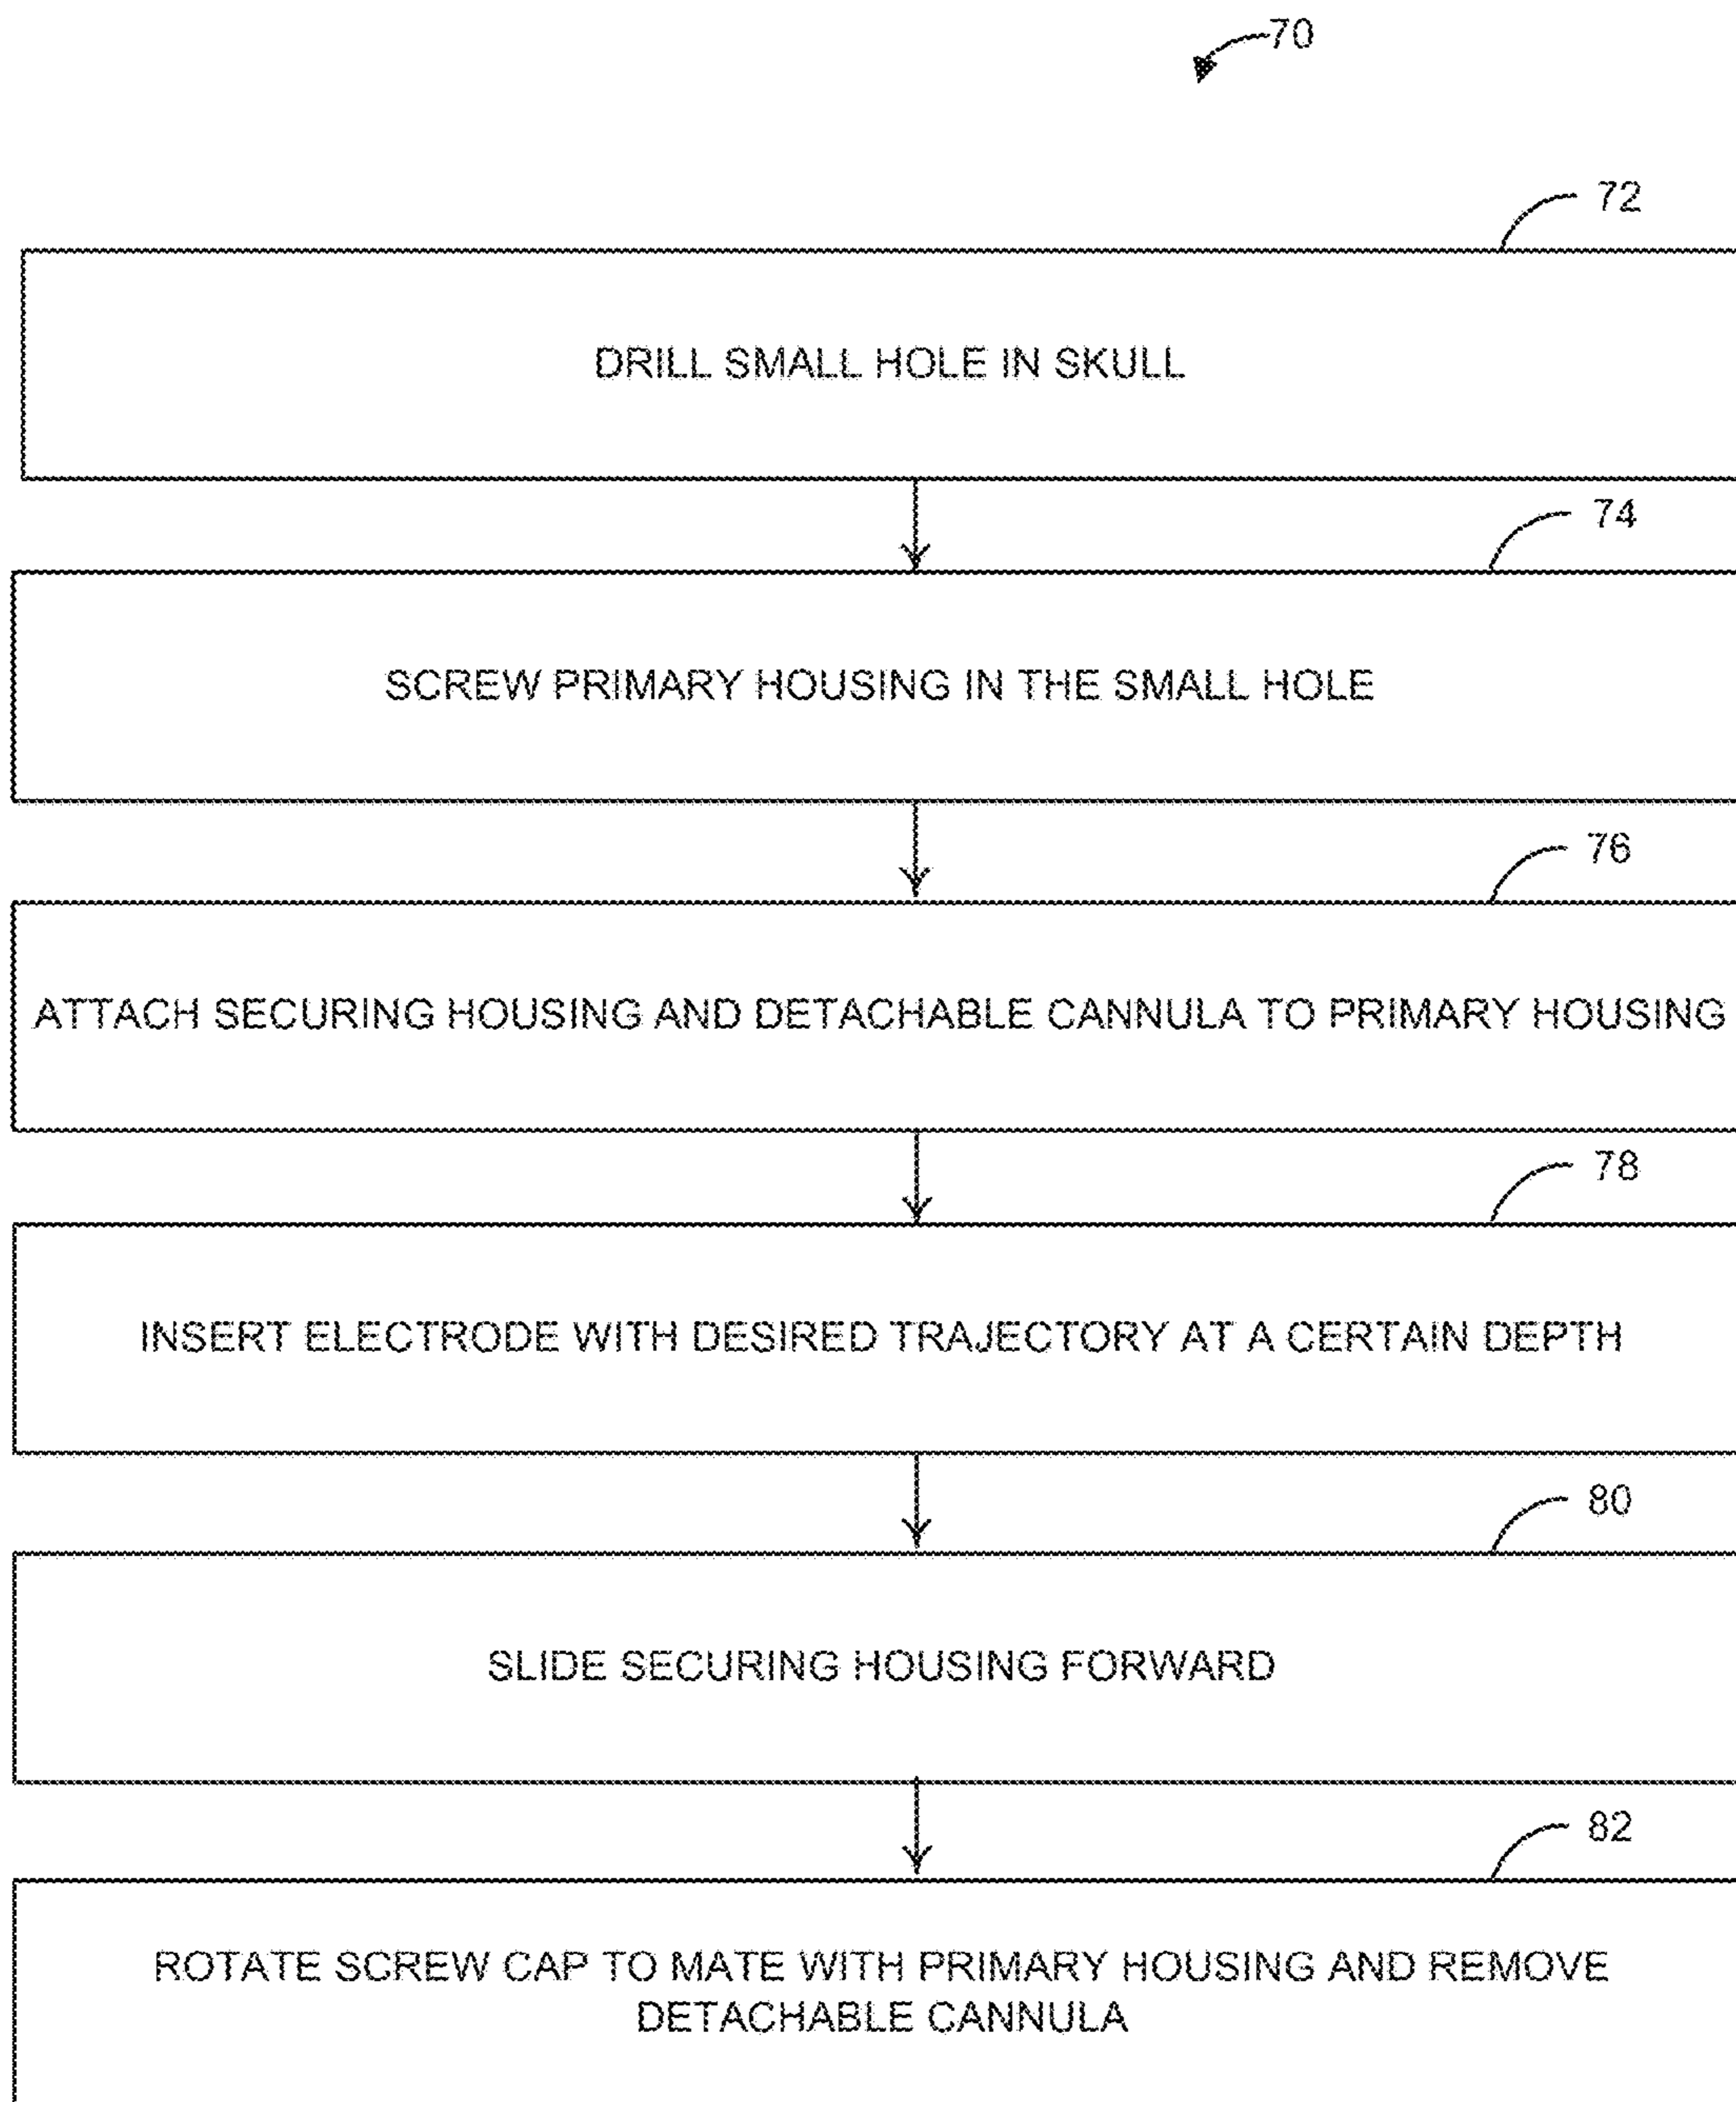 70
72
DRILL SMALL HOLE IN SKULL
74
SCREW PRIMARY HOUSING IN THE SMALL HOLE
76
ATTACH SECURING HOUSING AND DETACHABLE CANNULA TO PRIMARY HOUSING
78
INSERT ELECTRODE WITH DESIRED TRAJECTORY AT A CERTAIN DEPTH
80
SLIDE SECURING HOUSING FORWARD
82
ROTATE SCREW CAP TO MATE WITH PRIMARY HOUSING AND REMOVE
DETACHABLE CANNULA